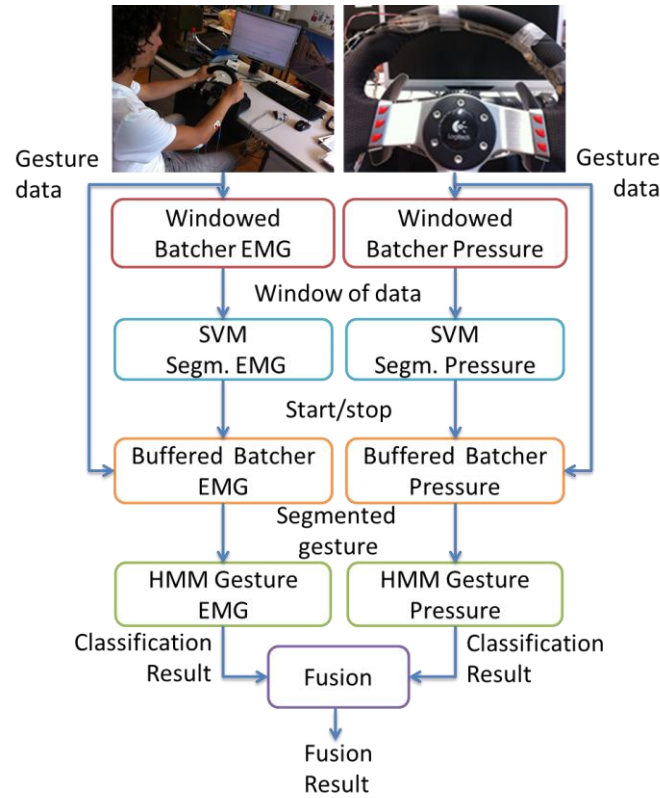 Logitech
Gesture
data
Gesture
data
Windowed
Batcher EMG
Windowed
Batcher Pressure
Window of data
SVM
Segm. EMG
SVM
Segm. Pressure
Start/stop
Buffered Batcher
EMG
Buffered Batcher
Pressure
Segmented
gesture
HMM Gesture
EMG
HMM Gesture
Pressure
Classification
Result
Classification
Result
Fusion
Fusion
Result